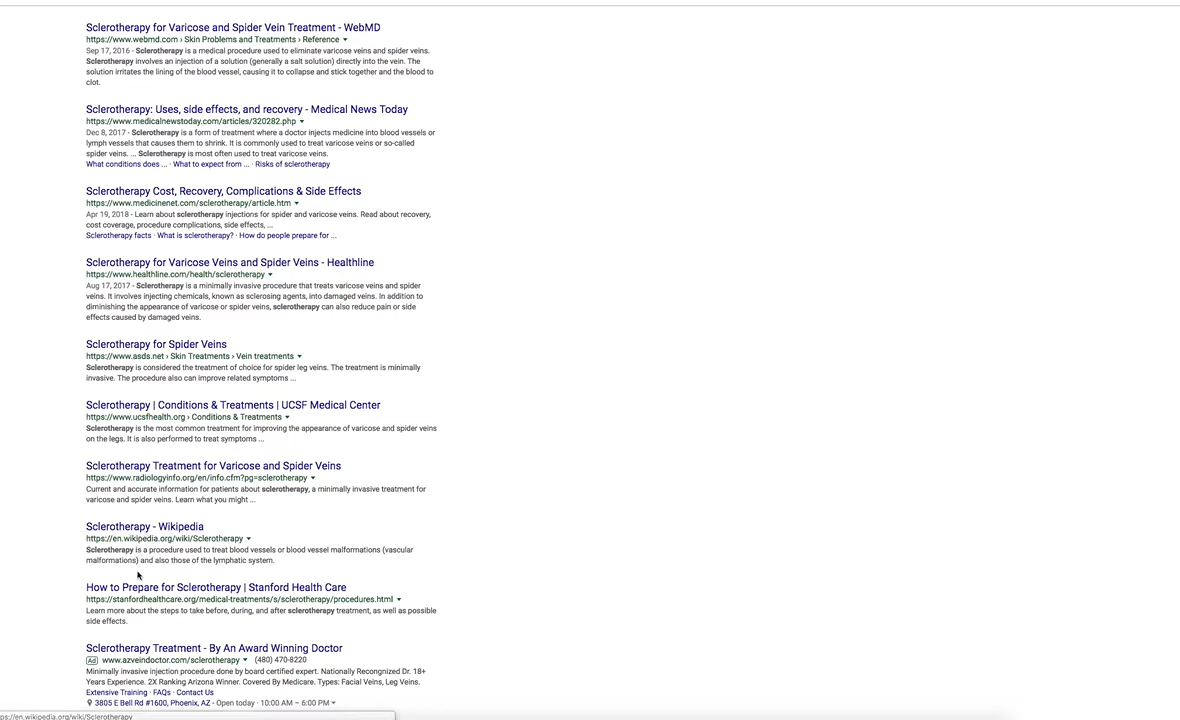 Sclerotherapy for Varicose and Spider Vein Treatment - WebMD
https://www.webmd.com › Skin Problems and Treatments › Reference ▼
Sep 17, 2016 - Sclerotherapy is a medical procedure used to eliminate varicose veins and spider veins.
Sclerotherapy involves an injection of a solution (generally a salt solution) directly into the vein. The
solution irritates the lining of the blood vessel, causing it to collapse and stick together and the blood to
clot.
Sclerotherapy: Uses, side effects, and recovery - Medical News Today
https://www.medicalnewstoday.com/articles/320282.php ▼
Dec 8, 2017 - Sclerotherapy is a form of treatment where a doctor injects medicine into blood vessels or
lymph vessels that causes them to shrink. It is commonly used to treat varicose veins or so-called
spider veins. ... Sclerotherapy is most often used to treat varicose veins.
What conditions does ... · What to expect from ... · Risks of sclerotherapy
Sclerotherapy Cost, Recovery, Complications & Side Effects
https://www.medicinenet.com/sclerotherapy/article.htm ▼
Apr 19, 2018 - Learn about sclerotherapy injections for spider and varicose veins. Read about recovery,
cost coverage, procedure complications, side effects, ...
Sclerotherapy facts · What is sclerotherapy? · How do people prepare for ...
Sclerotherapy for Varicose Veins and Spider Veins - Healthline
https://www.healthline.com/health/sclerotherapy ▼
Aug 17, 2017 - Sclerotherapy is a minimally invasive procedure that treats varicose veins and spider
veins. It involves injecting chemicals, known as sclerosing agents, into damaged veins. In addition to
diminishing the appearance of varicose or spider veins, sclerotherapy can also reduce pain or side
effects caused by damaged veins.
Sclerotherapy for Spider Veins
https://www.asds.net › Skin Treatments › Vein treatments ▼
Sclerotherapy is considered the treatment of choice for spider leg veins. The treatment is minimally
invasive. The procedure also can improve related symptoms ...
Sclerotherapy | Conditions & Treatments | UCSF Medical Center
https://www.ucsfhealth.org › Conditions & Treatments ▼
Sclerotherapy is the most common treatment for improving the appearance of varicose and spider veins
on the legs. It is also performed to treat symptoms ...
Sclerotherapy Treatment for Varicose and Spider Veins
https://www.radiologyinfo.org/en/info.cfm?pg=sclerotherapy ▼
Current and accurate information for patients about sclerotherapy, a minimally invasive treatment for
varicose and spider veins. Learn what you might ...
Sclerotherapy - Wikipedia
https://en.wikipedia.org/wiki/Sclerotherapy ▼
Sclerotherapy is a procedure used to treat blood vessels or blood vessel malformations (vascular
malformations) and also those of the lymphatic system.
How to Prepare for Sclerotherapy | Stanford Health Care
https://stanfordhealthcare.org/medical-treatments/s/sclerotherapy/procedures.html ▼
Learn more about the steps to take before, during, and after sclerotherapy treatment, as well as possible
side effects.
Sclerotherapy Treatment - By An Award Winning Doctor
Ad www.azveindoctor.com/sclerotherapy ▼ (480) 470-8220
Minimally invasive injection procedure done by board certified expert. Nationally Recongnized Dr. 18+
Years Experience. 2X Ranking Arizona Winner. Covered By Medicare. Types: Facial Veins, Leg Veins.
Extensive Training · FAQs · Contact Us
3805 E Bell Rd #1600, Phoenix, AZ - Open today · 10:00 AM – 6:00 PM ▼
ps://en.wikipedia.org/wiki/Sclerotherapy